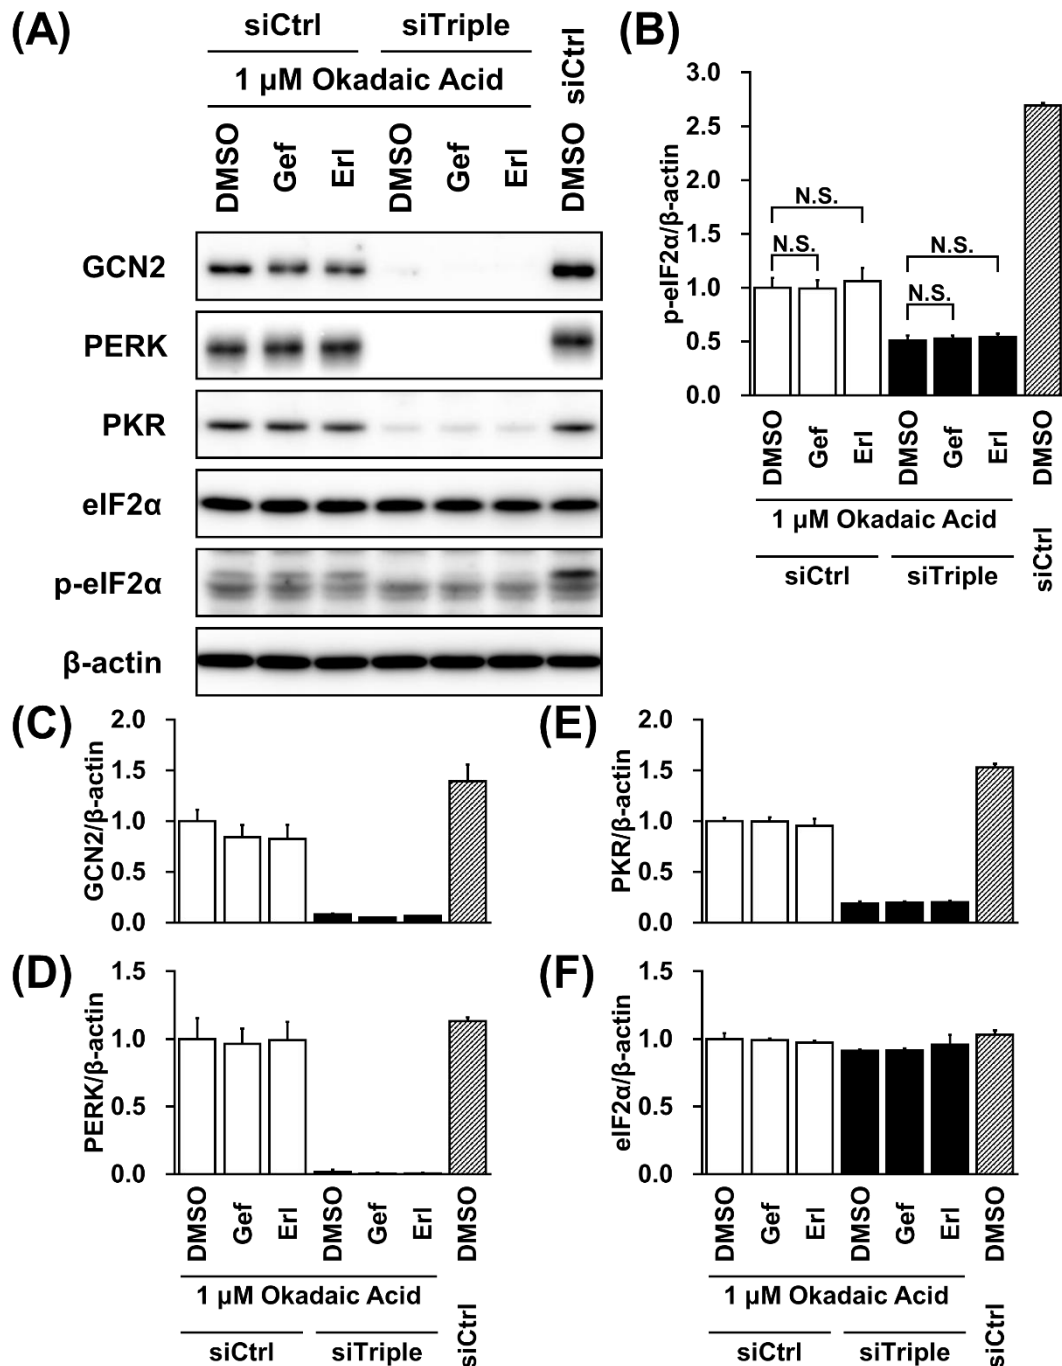 (A)
siCtrl siTriple siCtrl
1 µM Okadaic Acid
DMSO Gef Erl DMSO Gef Erl DMSO
GCN2
PERK
PKR
eIF2α
p-eIF2α
β-actin
(B)
p-eIF2α/β-actin
3.0
2.5
2.0
1.5
1.0
0.5
0.0
N.S.
N.S.
N.S.
N.S.
DMSO Gef Erl DMSO Gef Erl DMSO
1 µM Okadaic Acid
siCtrl siTriple siCtrl
(C)
GCN2/β-actin
2.0
1.5
1.0
0.5
0.0
(E)
PKR/β-actin
2.0
1.5
1.0
0.5
0.0
(D)
PERK/β-actin
1.5
1.0
0.5
0.0
DMSO Gef Erl DMSO Gef Erl DMSO
1 µM Okadaic Acid
siCtrl siTriple siCtrl
(F)
eIF2α/β-actin
1.5
1.0
0.5
0.0
DMSO Gef Erl DMSO Gef Erl DMSO
1 µM Okadaic Acid
siCtrl siTriple siCtrl